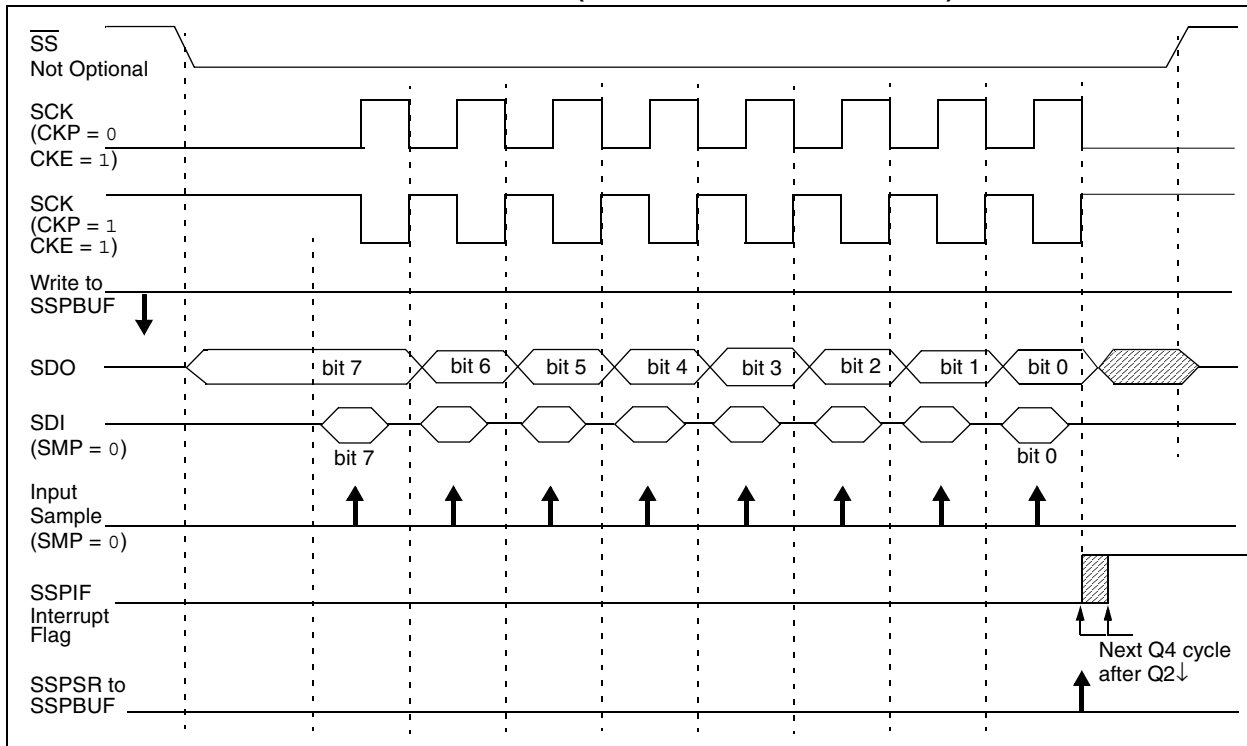 SS
Not Optional
SCK
(CKP = 0
CKE = 1)
SCK
(CKP = 1
CKE = 1)
Write to
SSPBUF
SDO
bit 7
bit 6
bit 5
bit 4
bit 3
bit 2
bit 1
bit 0
SDI
(SMP = 0)
bit 7
bit 0
Input
Sample
(SMP = 0)
SSPIF
Interrupt
Flag
Next Q4 cycle
after Q2↓
SSPSR to
SSPBUF